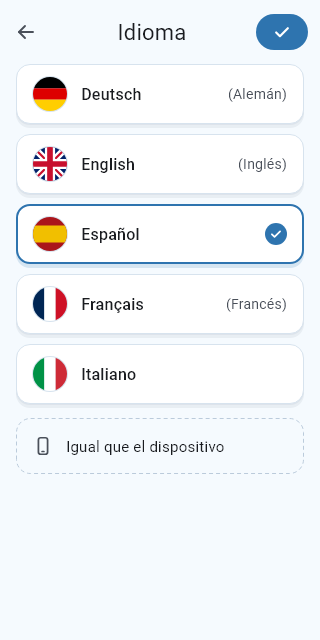 Idioma
Deutsch (Alemán)
English (Inglés)
Español
Français (Francés)
Italiano
Igual que el dispositivo